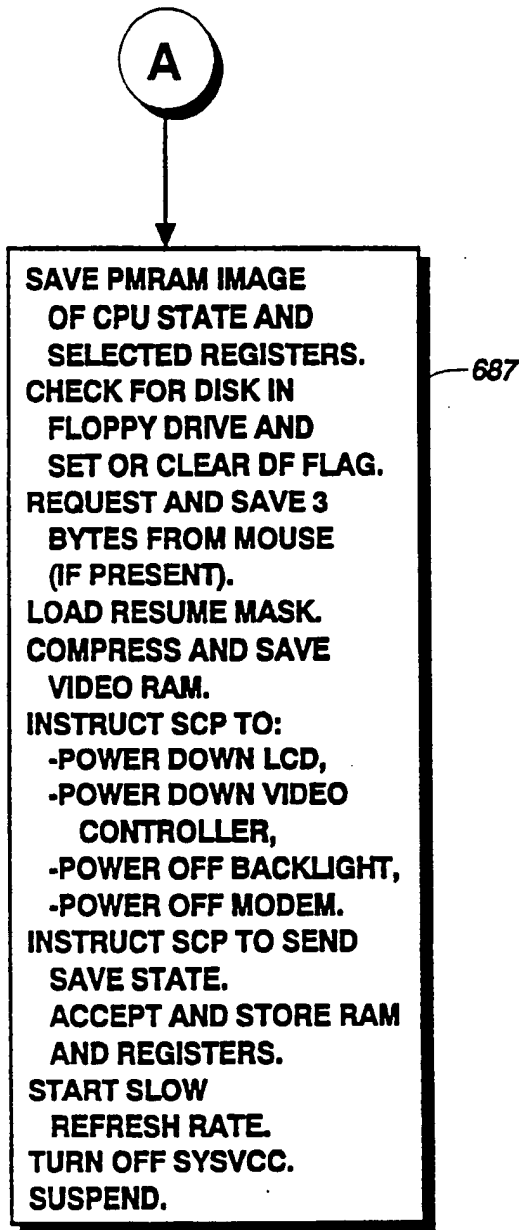 A
SAVE PMRAM IMAGE
OF CPU STATE AND
SELECTED REGISTERS.
CHECK FOR DISK IN
FLOPPY DRIVE AND
SET OR CLEAR DF FLAG.
REQUEST AND SAVE 3
BYTES FROM MOUSE
(IF PRESENT).
LOAD RESUME MASK.
COMPRESS AND SAVE
VIDEO RAM.
INSTRUCT SCP TO:
-POWER DOWN LCD,
-POWER DOWN VIDEO
CONTROLLER,
-POWER OFF BACKLIGHT,
-POWER OFF MODEM.
INSTRUCT SCP TO SEND
SAVE STATE.
ACCEPT AND STORE RAM
AND REGISTERS.
START SLOW
REFRESH RATE.
TURN OFF SYSVCC.
SUSPEND.
687